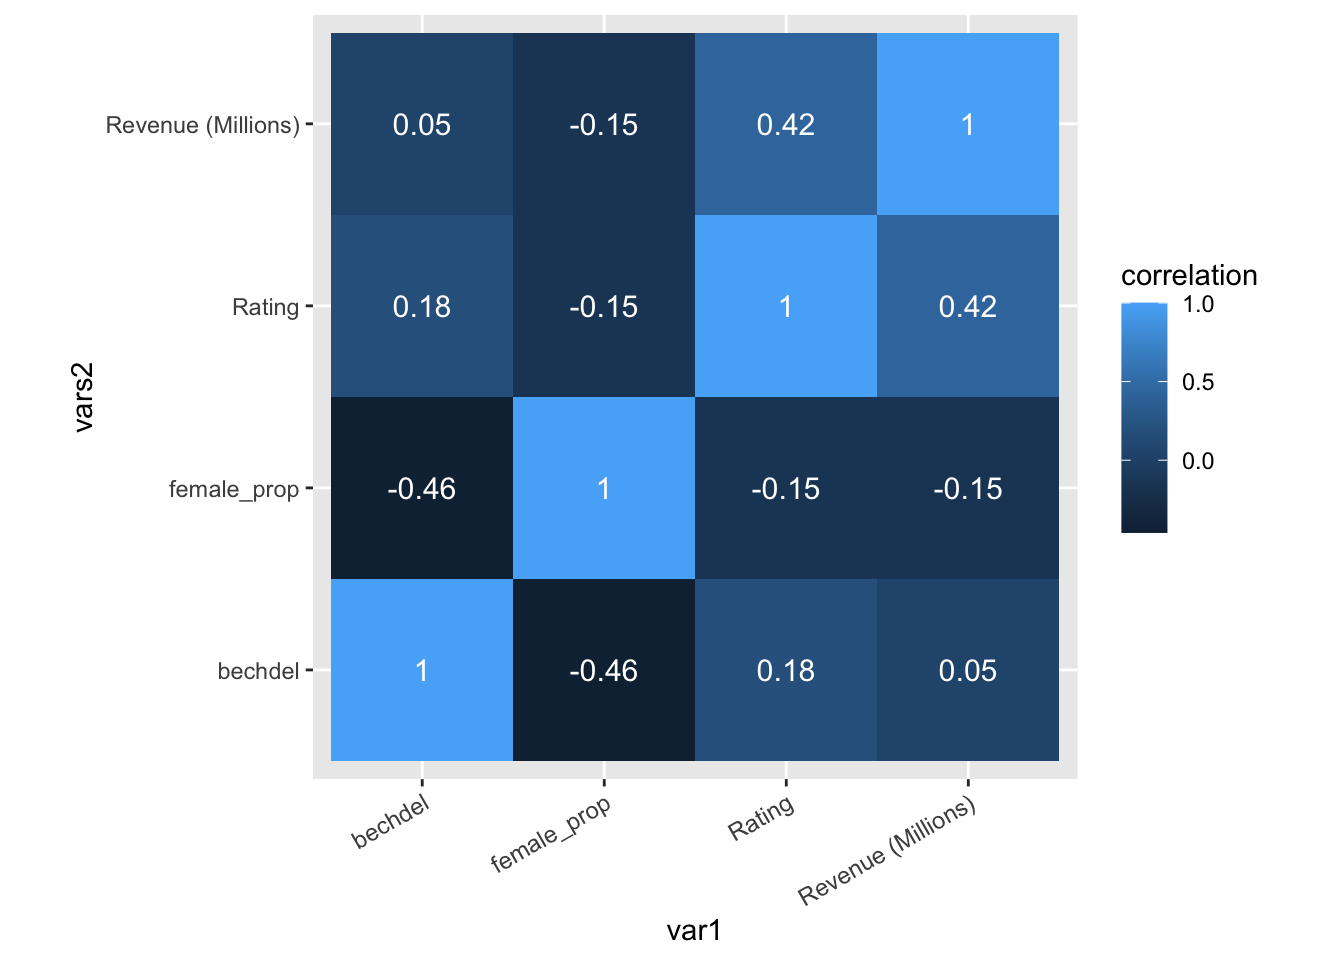 Revenue (Millions)
0.05 -0.15 0.42 1
Rating
0.18 -0.15 1 0.42
female_prop
-0.46 1 -0.15 -0.15
bechdel
1 -0.46 0.18 0.05
vars2
bechdel
female_prop
Rating
Revenue (Millions)
var1
correlation
1.0
0.5
0.0